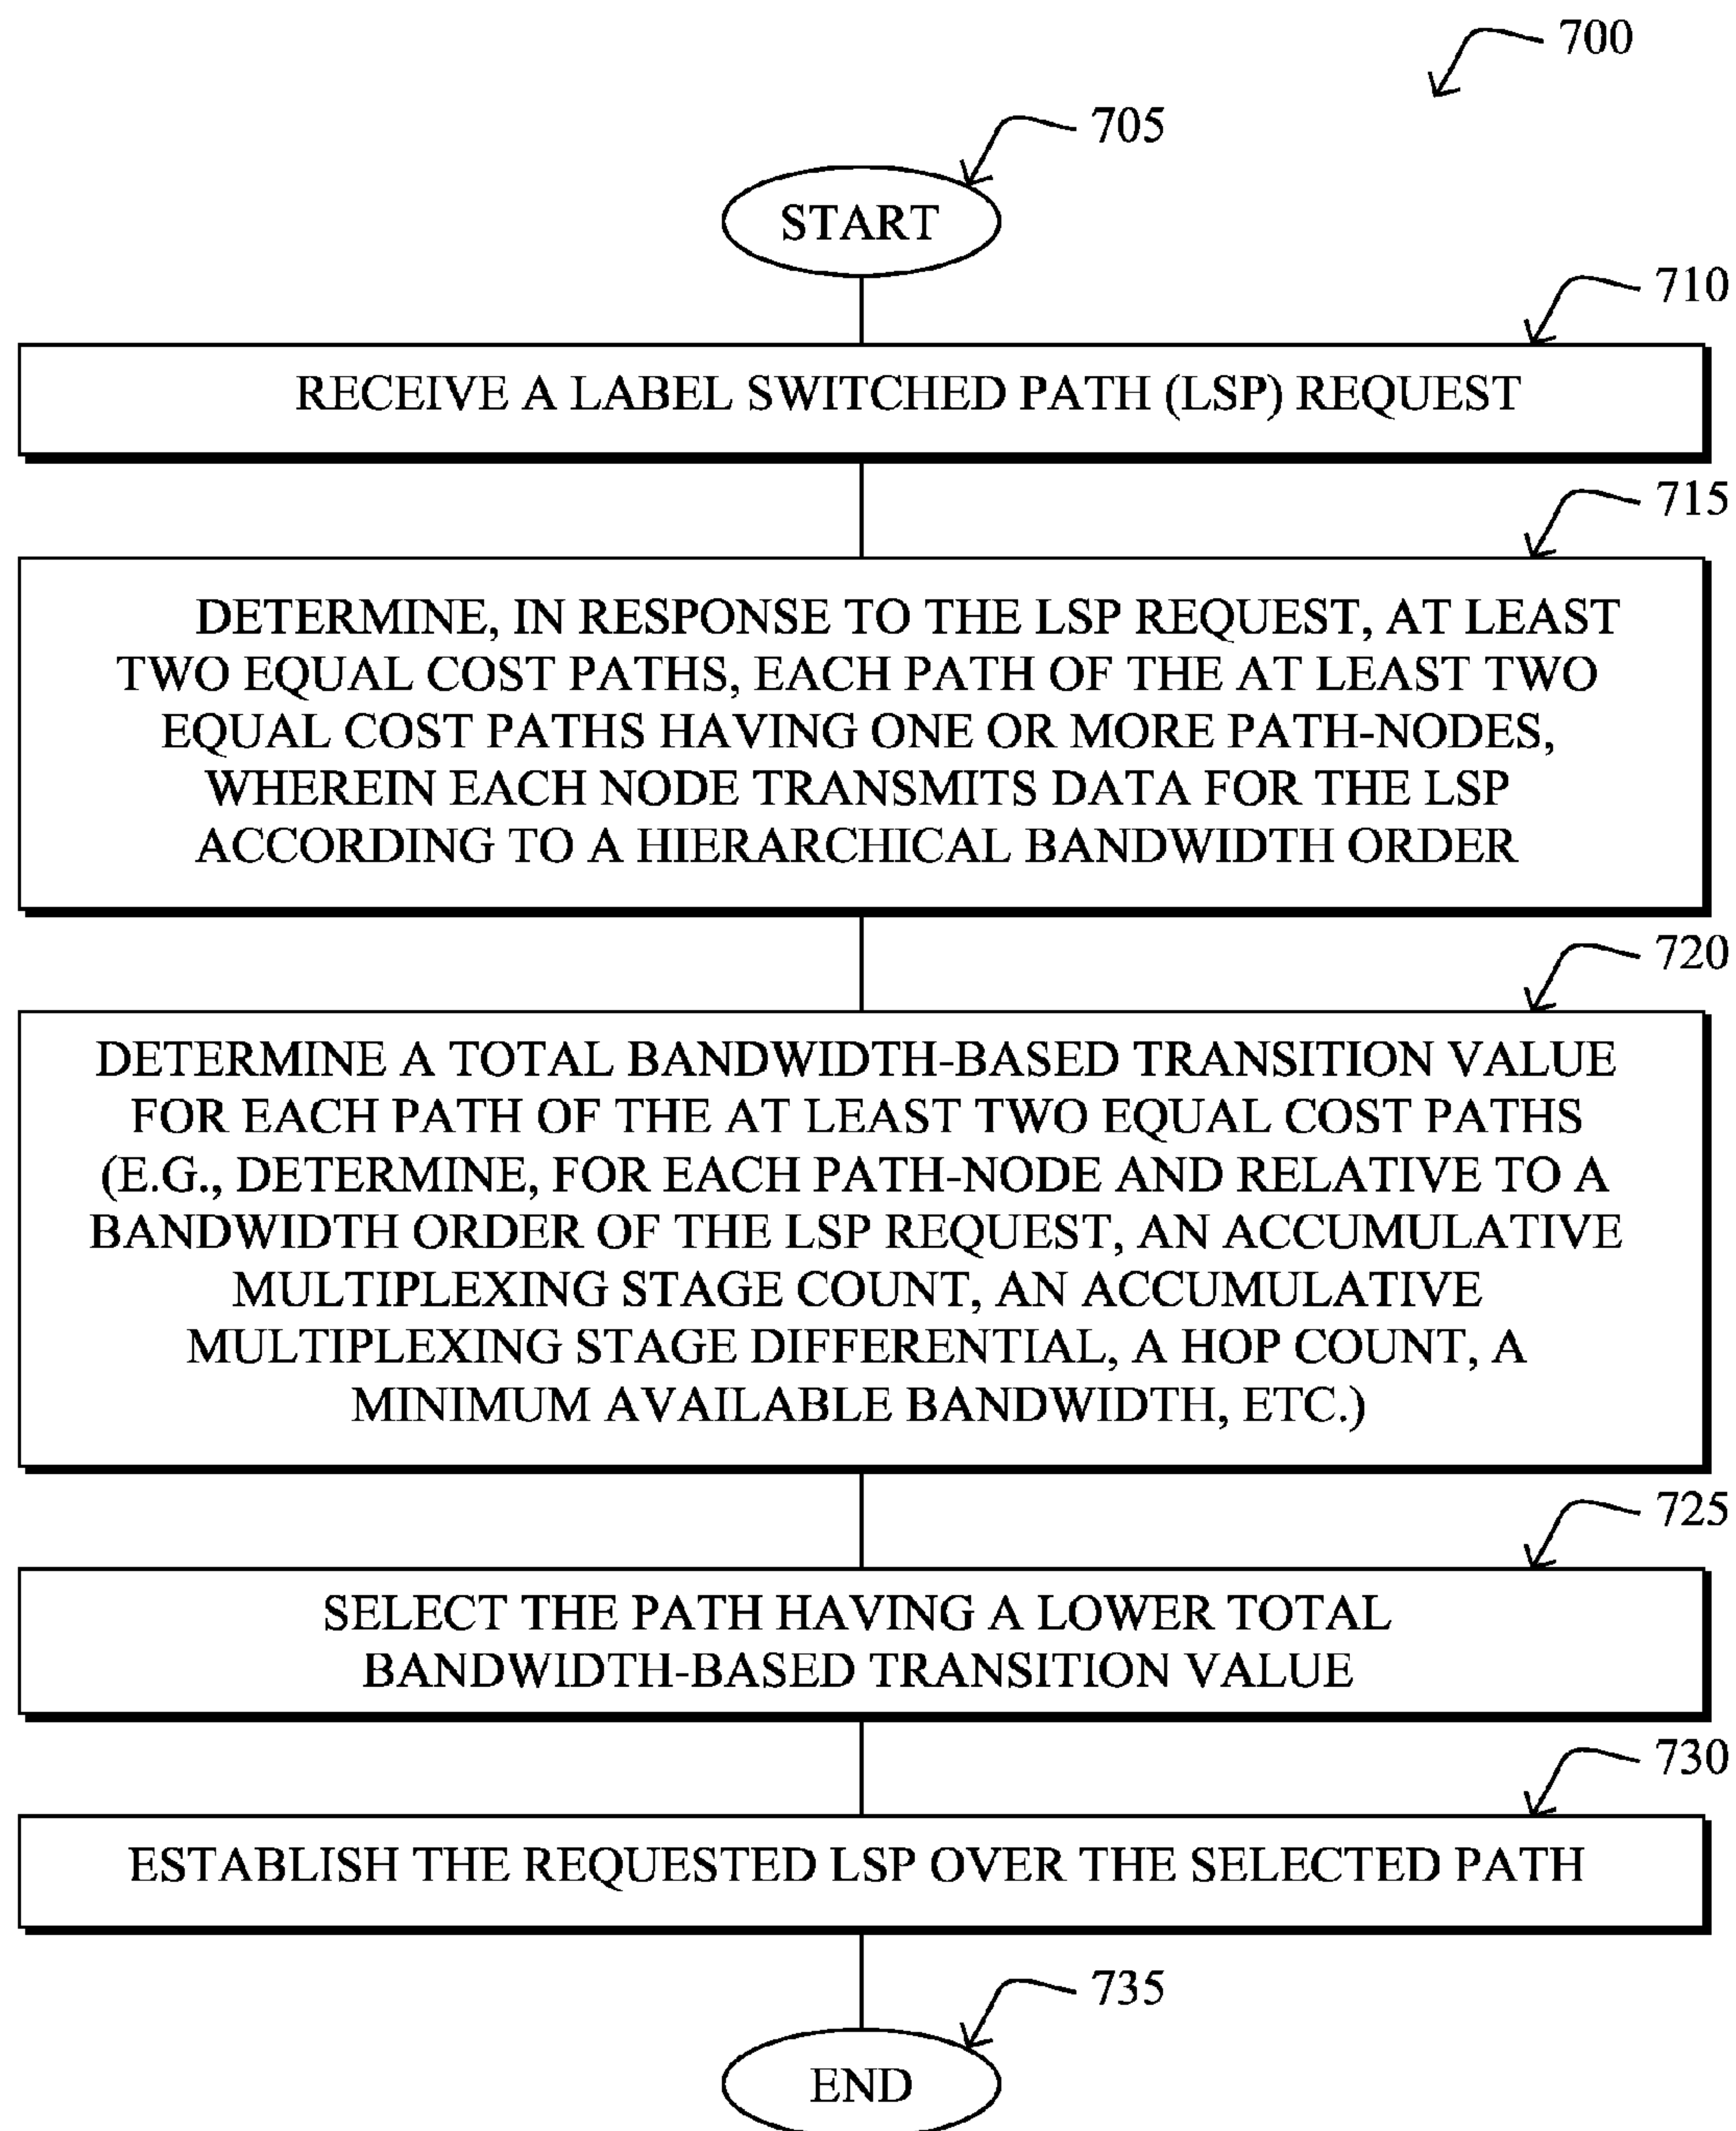 700
705
START
710
RECEIVE A LABEL SWITCHED PATH (LSP) REQUEST
715
DETERMINE, IN RESPONSE TO THE LSP REQUEST, AT LEAST
TWO EQUAL COST PATHS, EACH PATH OF THE AT LEAST TWO
EQUAL COST PATHS HAVING ONE OR MORE PATH-NODES,
WHEREIN EACH NODE TRANSMITS DATA FOR THE LSP
ACCORDING TO A HIERARCHICAL BANDWIDTH ORDER
720
DETERMINE A TOTAL BANDWIDTH-BASED TRANSITION VALUE
FOR EACH PATH OF THE AT LEAST TWO EQUAL COST PATHS
(E.G., DETERMINE, FOR EACH PATH-NODE AND RELATIVE TO A
BANDWIDTH ORDER OF THE LSP REQUEST, AN ACCUMULATIVE
MULTIPLEXING STAGE COUNT, AN ACCUMULATIVE
MULTIPLEXING STAGE DIFFERENTIAL, A HOP COUNT, A
MINIMUM AVAILABLE BANDWIDTH, ETC.)
725
SELECT THE PATH HAVING A LOWER TOTAL
BANDWIDTH-BASED TRANSITION VALUE
730
ESTABLISH THE REQUESTED LSP OVER THE SELECTED PATH
735
END